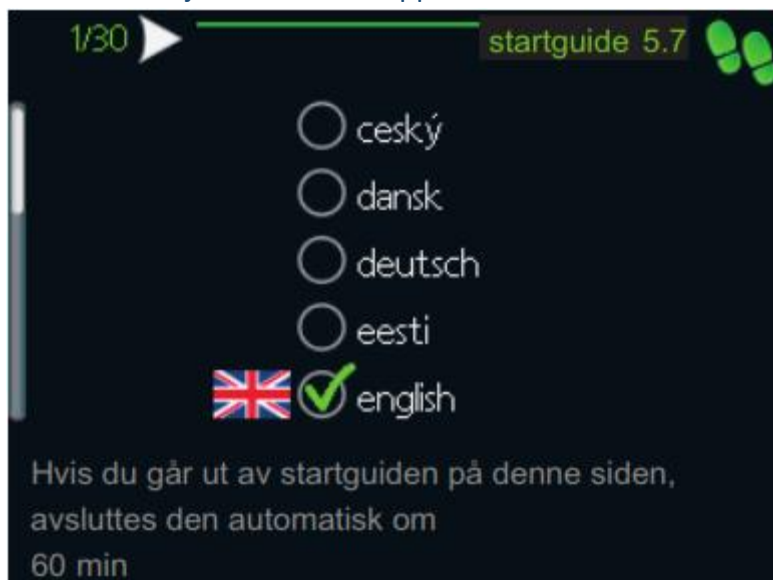 1/30
startguide 5.7
ceský
dansk
deutsch
eesti
english
Hvis du går ut av startguiden på denne siden,
avsluttes den automatisk om
60 min